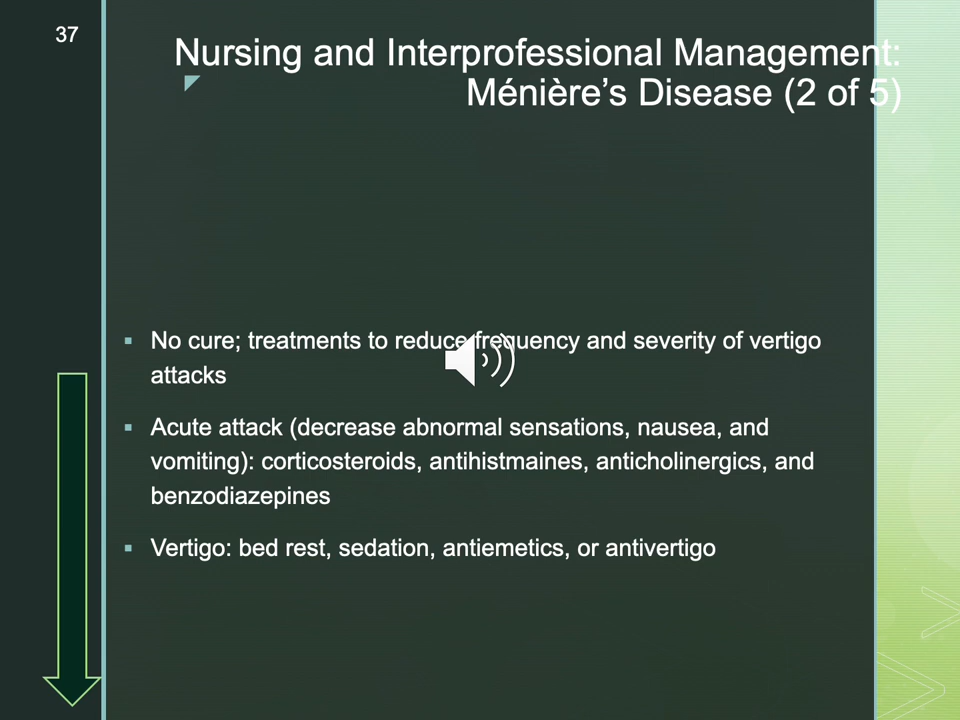 37
Nursing and Interprofessional Management:
Ménière’s Disease (2 of 5)
▪ No cure; treatments to reduce frequency and severity of vertigo
attacks
▪ Acute attack (decrease abnormal sensations, nausea, and
vomiting): corticosteroids, antihistmaines, anticholinergics, and
benzodiazepines
▪ Vertigo: bed rest, sedation, antiemetics, or antivertigo